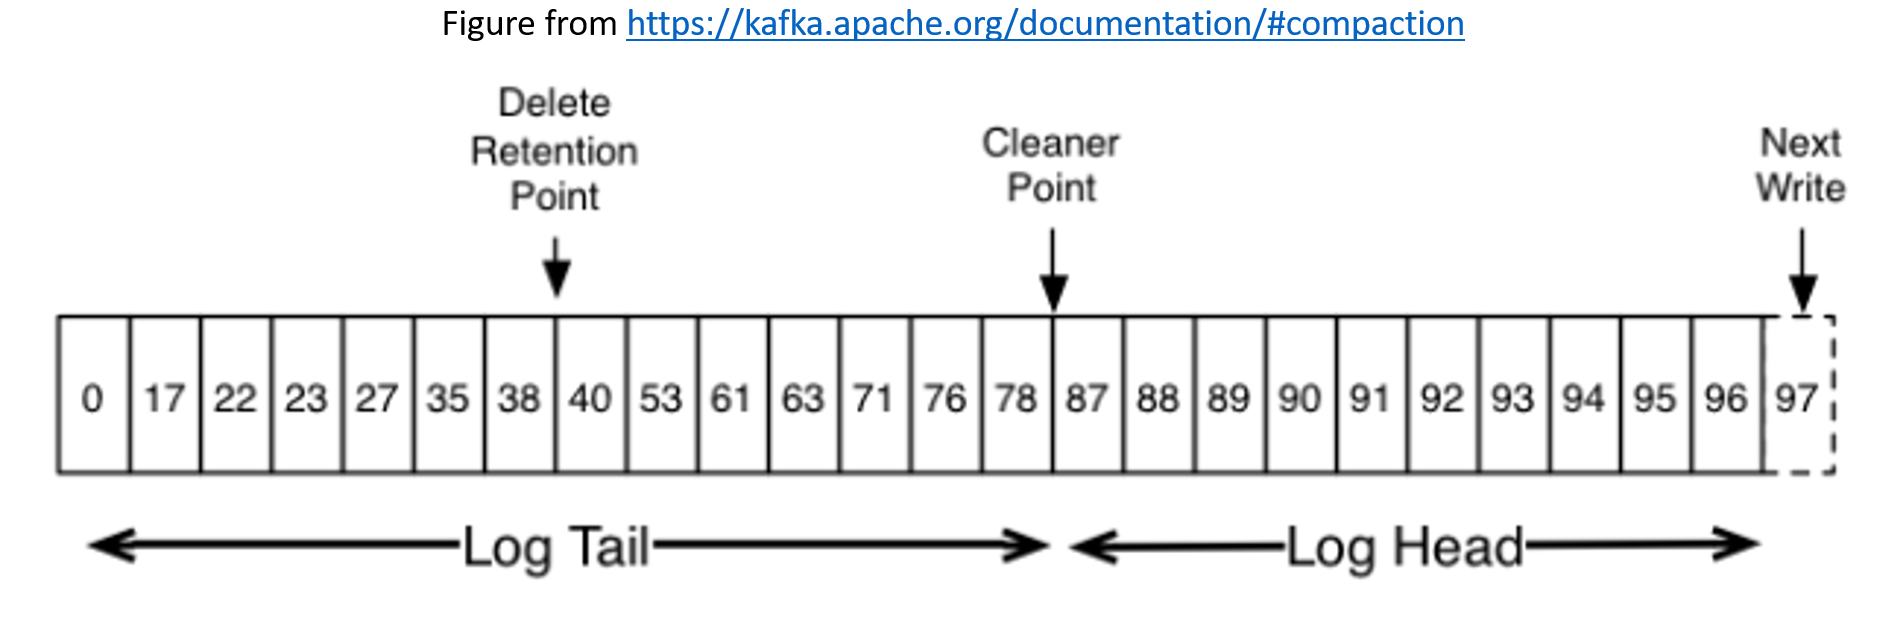 Figure from https://kafka.apache.org/documentation/#compaction
Delete
Retention
Point
Cleaner
Point
Next
Write
0 17 22 23 27 35 38 40 53 61 63 71 76 78 87 88 89 90 91 92 93 94 95 96 97
Log Tail
Log Head